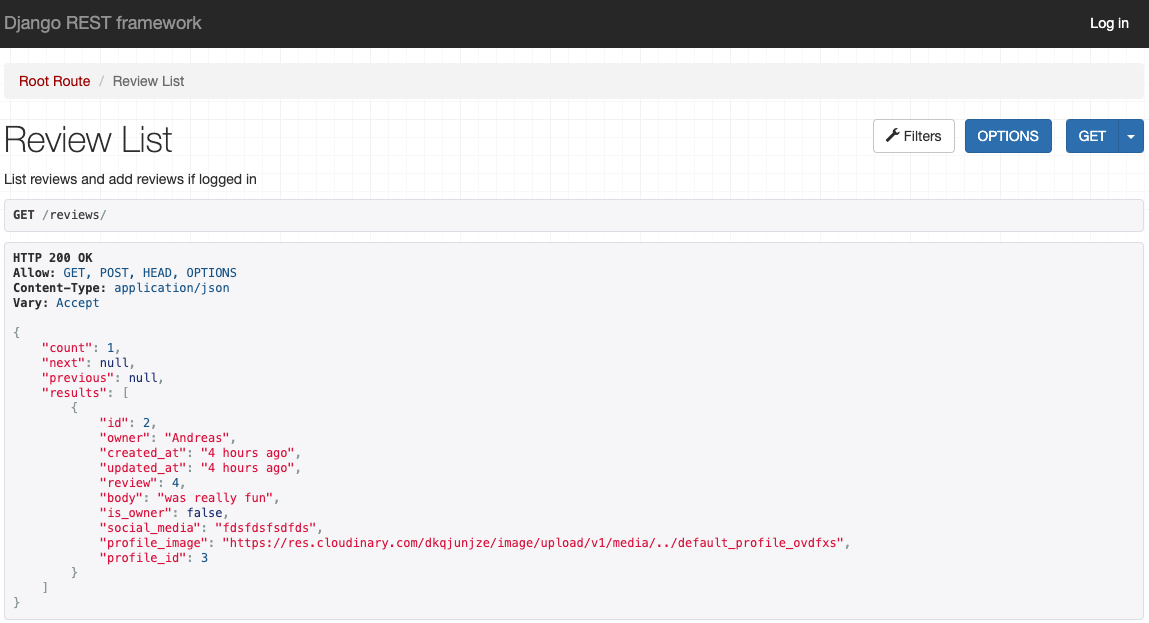 Django REST framework
Log in
Root Route / Review List
Review List
Filters
OPTIONS
GET
List reviews and add reviews if logged in
GET /reviews/
HTTP 200 OK
Allow: GET, POST, HEAD, OPTIONS
Content-Type: application/json
Vary: Accept
{
    "count": 1,
    "next": null,
    "previous": null,
    "results": [
        {
            "id": 2,
            "owner": "Andreas",
            "created_at": "4 hours ago",
            "updated_at": "4 hours ago",
            "review": 4,
            "body": "was really fun",
            "is_owner": false,
            "social_media": "fdsfdsfsdfds",
            "profile_image": "https://res.cloudinary.com/dkqjunjze/image/upload/v1/media/../default_profile_ovdfxs",
            "profile_id": 3
        }
    ]
}